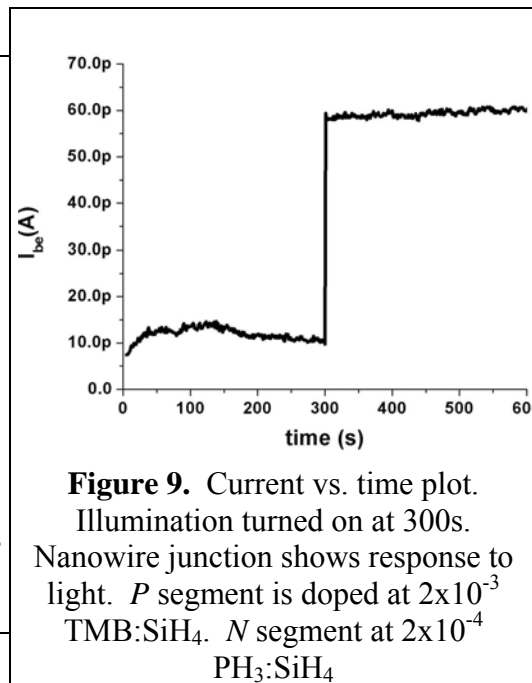 70.0p
60.0p
50.0p
40.0p
30.0p
20.0p
10.0p
0.0
I_be(A)
0 100 200 300 400 500 60
time (s)
Figure 9. Current vs. time plot.
Illumination turned on at 300s.
Nanowire junction shows response to
light. P segment is doped at 2x10^-3
TMB:SiH4. N segment at 2x10^-4
PH3:SiH4